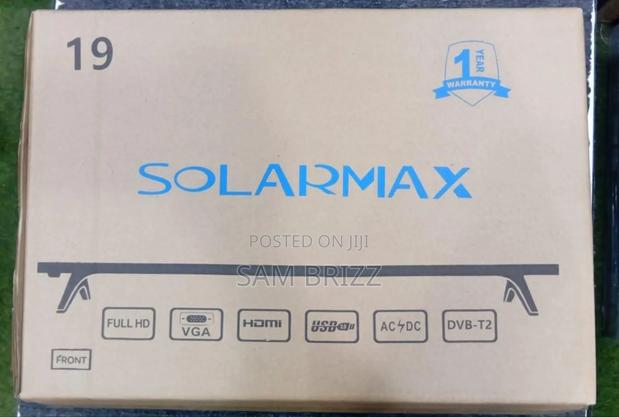 19
1 YEAR
WARRANTY
SOLARMAX
POSTED ON JIJI
SAM BRIZZ
FULL HD
VGA
HDMI
USB
AC DC
DVB-T2
FRONT